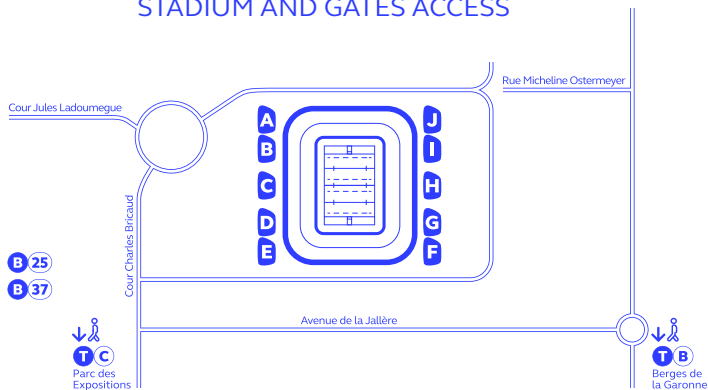 STADIUM AND GATES ACCESS
Rue Micheline Ostermeyer
Cour Jules Ladoumegue
A
J
B
I
C
H
D
G
E
F
Cour Charles Bricaud
B 25
B 37
Avenue de la Jallère
T C
Parc des
Expositions
T B
Berges de
la Garonne